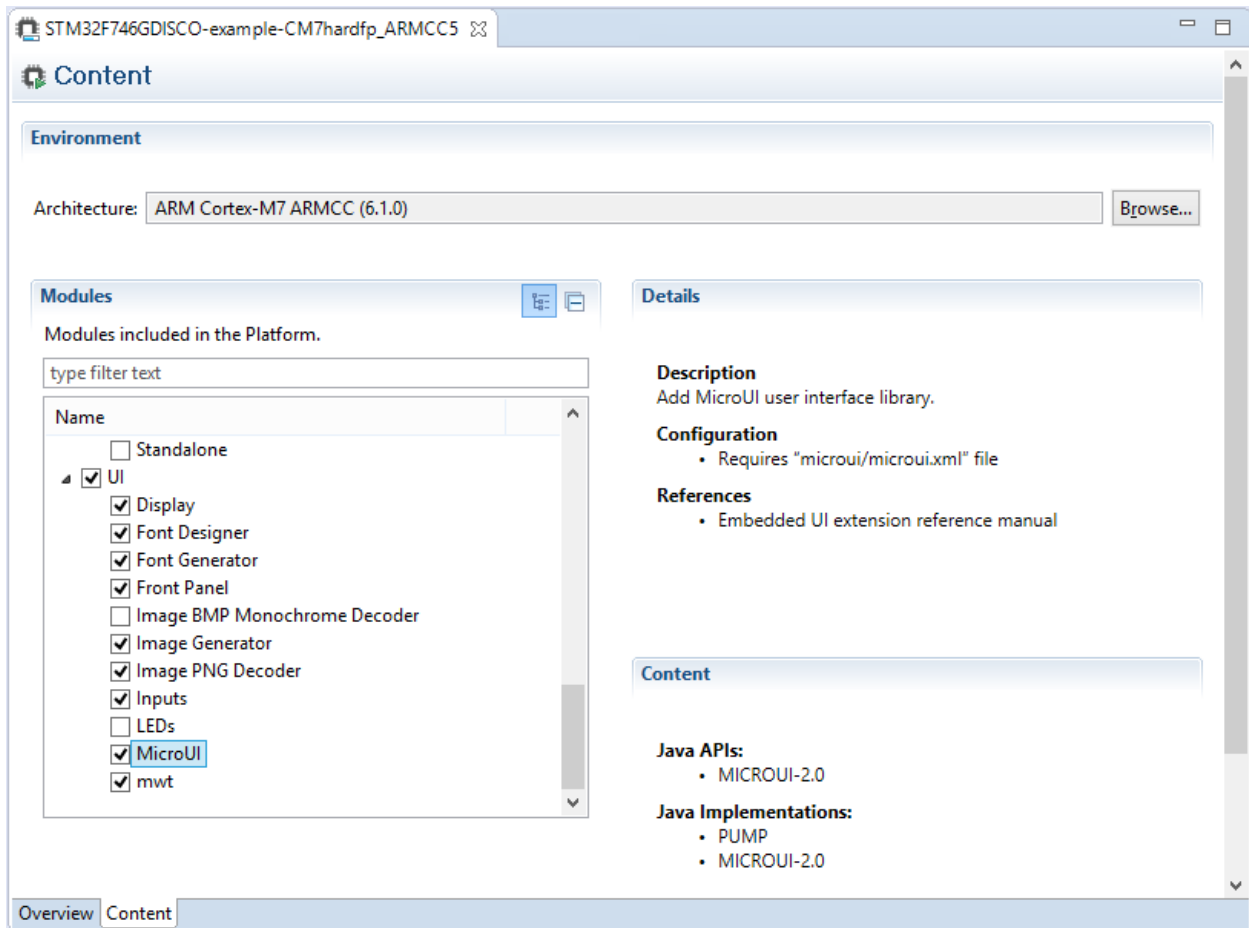 STM32F746GDISCO-example-CM7hardfp_ARMCC5
Content
Environment
Architecture: ARM Cortex-M7 ARMCC (6.1.0) Browse...
Modules
Modules included in the Platform.
type filter text
Name
Standalone
UI
Display
Font Designer
Font Generator
Front Panel
Image BMP Monochrome Decoder
Image Generator
Image PNG Decoder
Inputs
LEDs
MicroUI
mwt
Details
Description
Add MicroUI user interface library.
Configuration
• Requires "microui/microui.xml" file
References
• Embedded UI extension reference manual
Content
Java APIs:
• MICROUI-2.0
Java Implementations:
• PUMP
• MICROUI-2.0
Overview Content